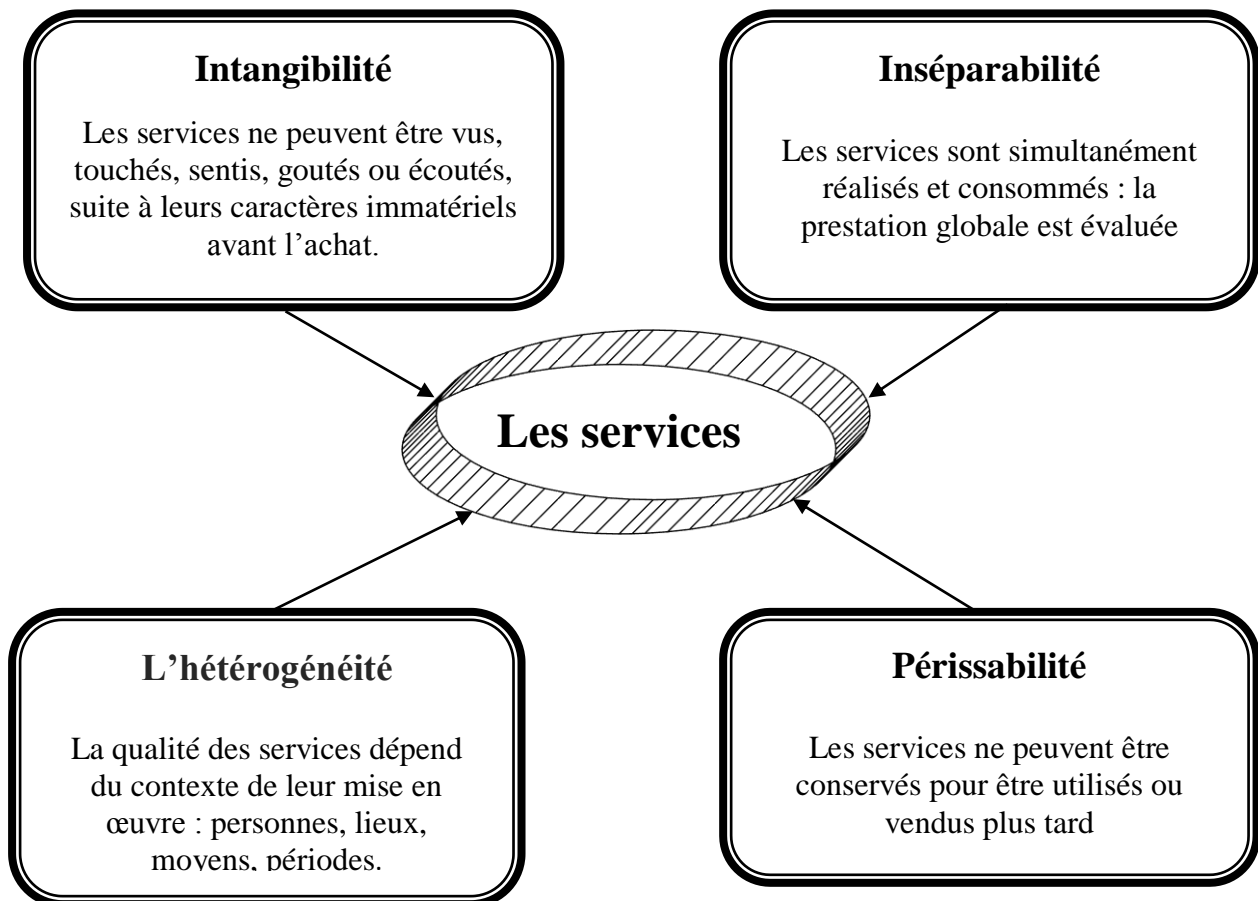 Intangibilité
Les services ne peuvent être vus,
touchés, sentis, goutés ou écoutés,
suite à leurs caractères immatériels
avant l’achat.
Inséparabilité
Les services sont simultanément
réalisés et consommés : la
prestation globale est évaluée
Les services
L’hétérogénéité
La qualité des services dépend
du contexte de leur mise en
œuvre : personnes, lieux,
moyens, périodes.
Périssabilité
Les services ne peuvent être
conservés pour être utilisés ou
vendus plus tard